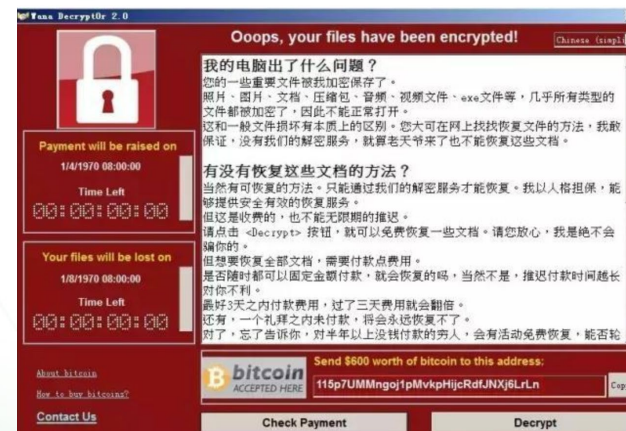 Wana Decrypt0r 2.0
Ooops, your files have been encrypted!
Chinese (simpli
我的电脑出了什么问题？
您的一些重要文件被我加密保存了。
照片、图片、文档、压缩包、音频、视频文件、exe文件等，几乎所有类型的
文件都被加密了，因此不能正常打开。
这和一般文件损坏有本质上的区别。您大可在网上找找恢复文件的方法，我敢
保证，没有我们的解密服务，就算老天爷来了也不能恢复这些文档。
有没有恢复这些文档的方法？
当然有可恢复的方法。只能通过我们的解密服务才能恢复。我以人格担保，能
够提供安全有效的恢复服务。
但这是收费的，也不能无限期的推迟。
请点击 <Decrypt> 按钮，就可以免费恢复一些文档。请您放心，我是绝不会
骗你的。
但想要恢复全部文档，需要付款点费用。
是否随时都可以固定金额付款，就会恢复的吗，当然不是，推迟付款时间越长
对你不利。
最好3天之内付款费用，过了三天费用就会翻倍。
还有，一个礼拜之内未付款，将会永远恢复不了。
对了，忘了告诉你，对半年以上没钱付款的穷人，会有活动免费恢复，能否轮
Payment will be raised on
1/4/1970 08:00:00
Time Left
00:00:00:00
Your files will be lost on
1/8/1970 08:00:00
Time Left
00:00:00:00
About bitcoin
How to buy bitcoins?
Contact Us
bitcoin
ACCEPTED HERE
Send $600 worth of bitcoin to this address:
115p7UMMngoj1pMvkpHijcRdfJNXj6LrLn
Cop
Check Payment
Decrypt